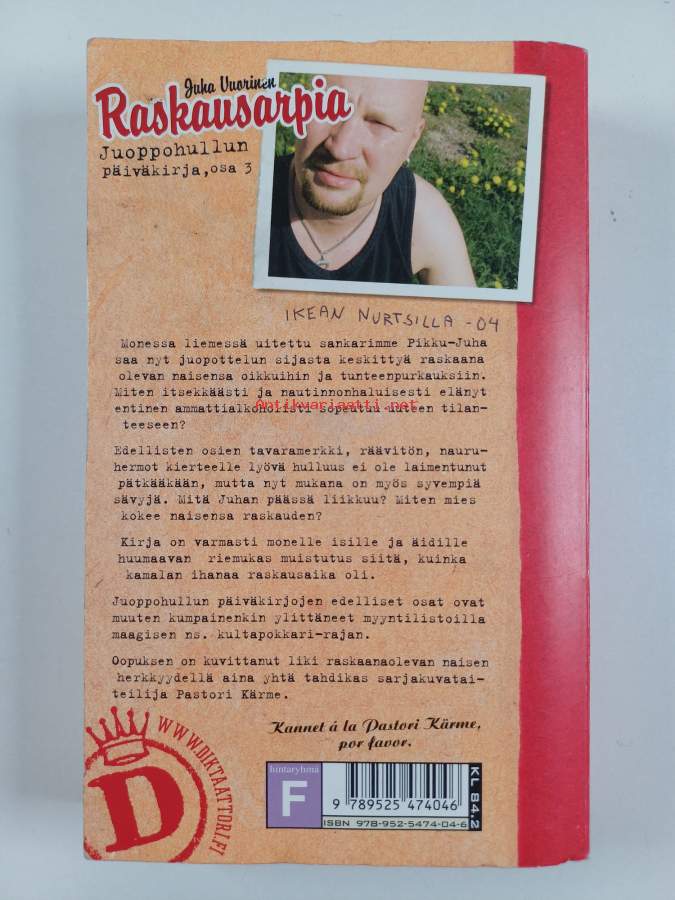 Juha Vuorinen
Raskausarpia
Juoppohullun
päiväkirja, osa 3
IKEAN NURTSILLA -04
Monessa liemessä uitettu sankarimme Pikku-Juha
saa nyt juopottelun sijasta keskittyä raskaana
olevan naisensa oikkuihin ja tunteenpurkauksiin.
Miten itsekkäästi ja nautinnonhaluisesti elänyt
entinen ammattialkoholisti sopeutuu uuteen tilan-
teeseen?
Antikvariaatti.net
Edellisten osien tavaramerkki, räävitön, nauru-
hermot kierteelle lyövä hulluus ei ole laimentunut
pätkääkään, mutta nyt mukana on myös syvempiä
sävyjä. Mitä Juhan päässä liikkuu? Miten mies
kokee naisensa raskauden?
Kirja on varmasti monelle isille ja äidille
huumaavan riemukas muistutus siitä, kuinka
kamalan ihanaa raskausaika oli.
Juoppohullun päiväkirjojen edelliset osat ovat
muuten kumpainenkin ylittäneet myyntilistoilla
maagisen ns. kultapokkari-rajan.
Oopuksen on kuvittanut liki raskaanaolevan naisen
herkkyydellä aina yhtä tahdikas sarjakuvatai-
teilija Pastori Kärme.
Kannet á la Pastori Kärme,
por favor.
WWW.DIKTAATTORI.FI
D
hintaryhmä
F
9 789525 474046
ISBN 978-952-5474-04-6
KL 84.2